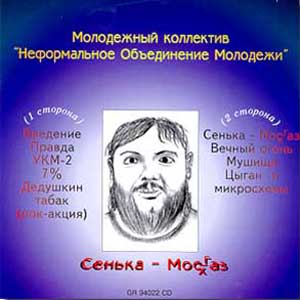 Молодежный коллектив
"Неформальное Объединение Молодежи"
(1 сторона)
Введение
Правда
УКМ-2
7%
Дедушкин
табак
(рок-акция)
(2 сторона)
Сенька - Мосгаз
Вечный огонь
Мушища
Цыган и
микросхемы
Сенька - Мосгаз
GR 94022 CD